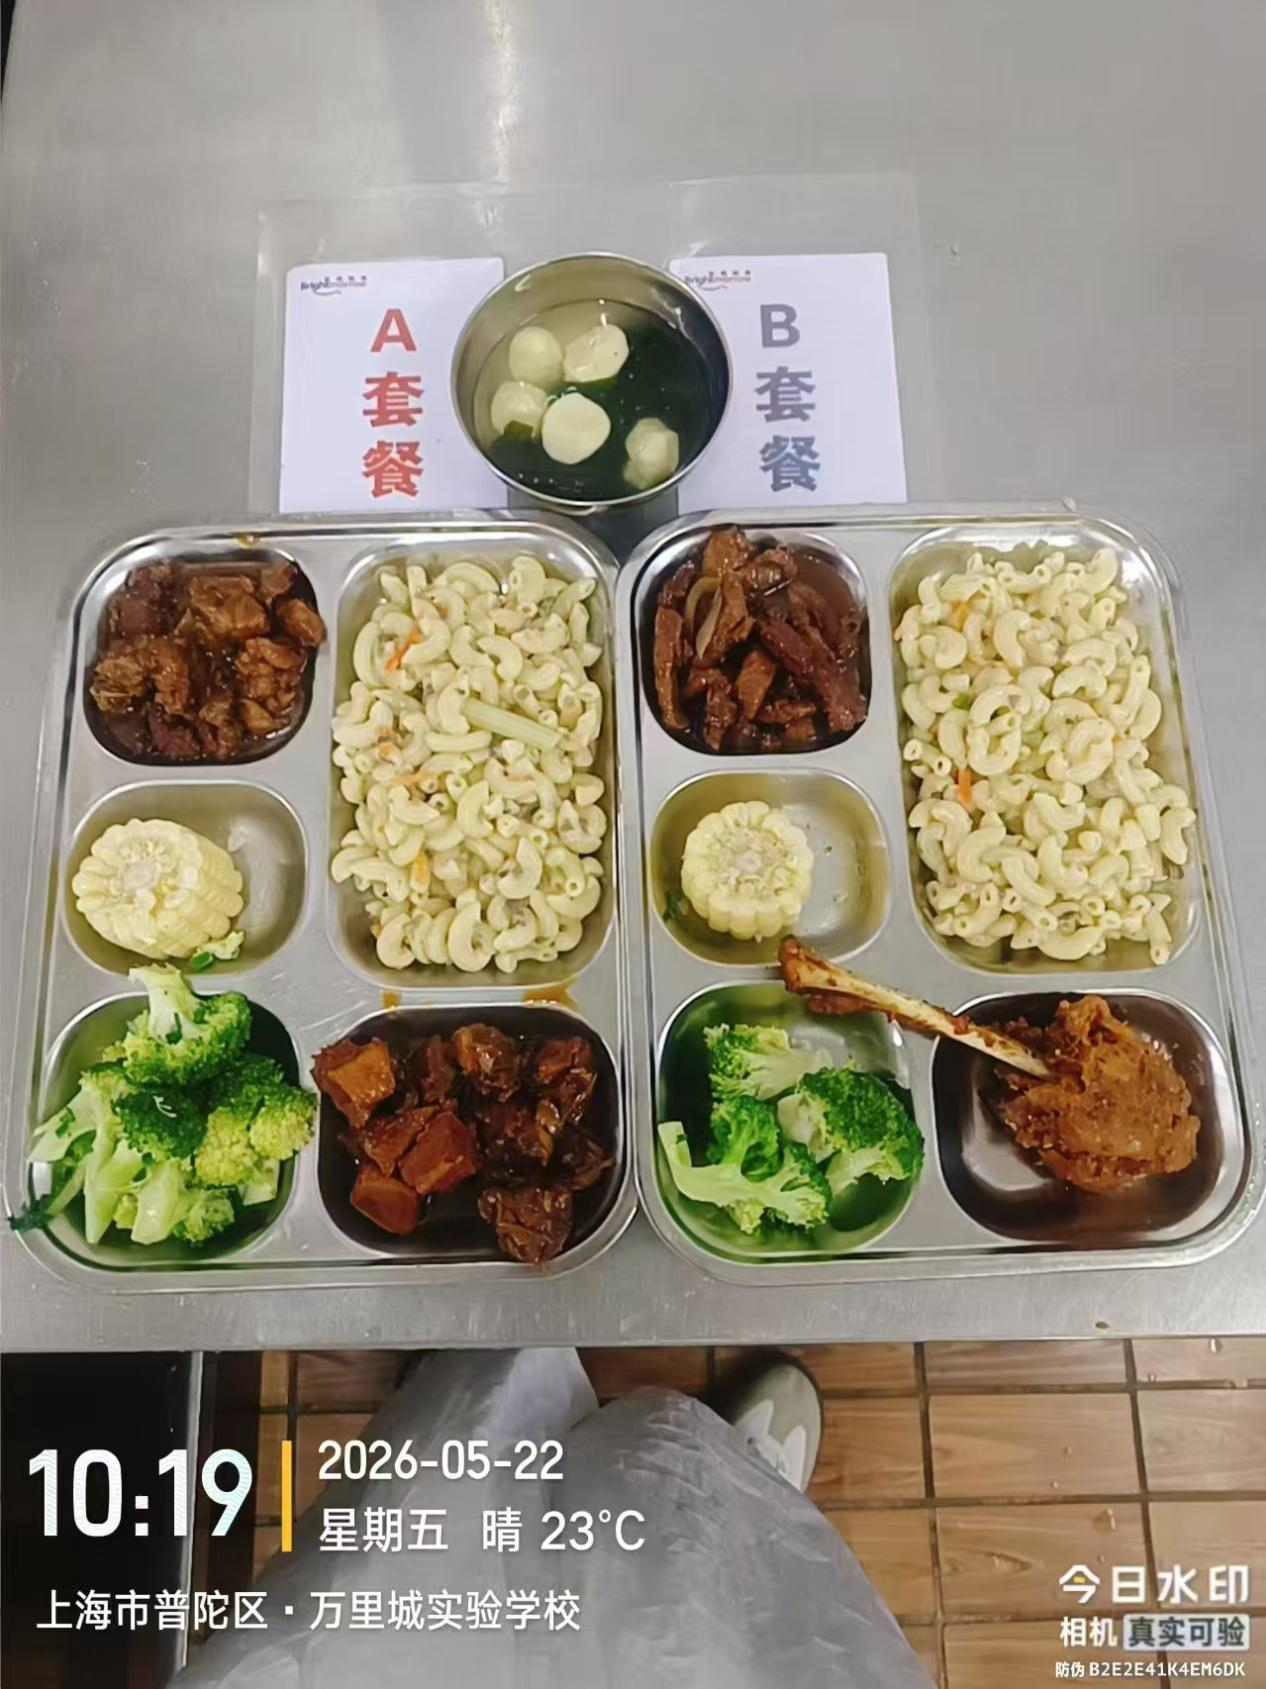 Brightmorrow
A
套
餐
Brightmorrow
B
套
餐
10:19
2026-05-22
星期五 晴 23°C
上海市普陀区·万里城实验学校
今日水印
相机 真实可验
防伪 B2E2E41K4EM6DK